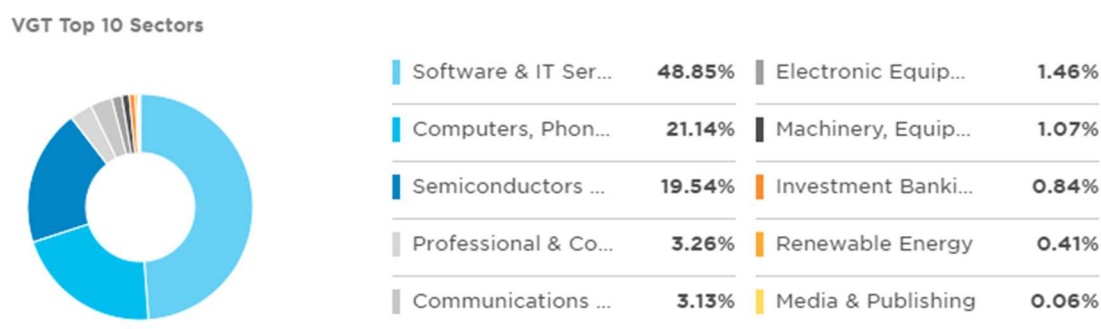 VGT Top 10 Sectors
Software & IT Ser... 48.85%
Computers, Phon... 21.14%
Semiconductors ... 19.54%
Professional & Co... 3.26%
Communications ... 3.13%
Electronic Equip... 1.46%
Machinery, Equip... 1.07%
Investment Banki... 0.84%
Renewable Energy 0.41%
Media & Publishing 0.06%